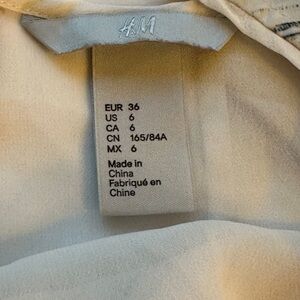 H&M
EUR 36
US 6
CA 6
CN 165/84A
MX 6
Made in
China
Fabriqué en
Chine